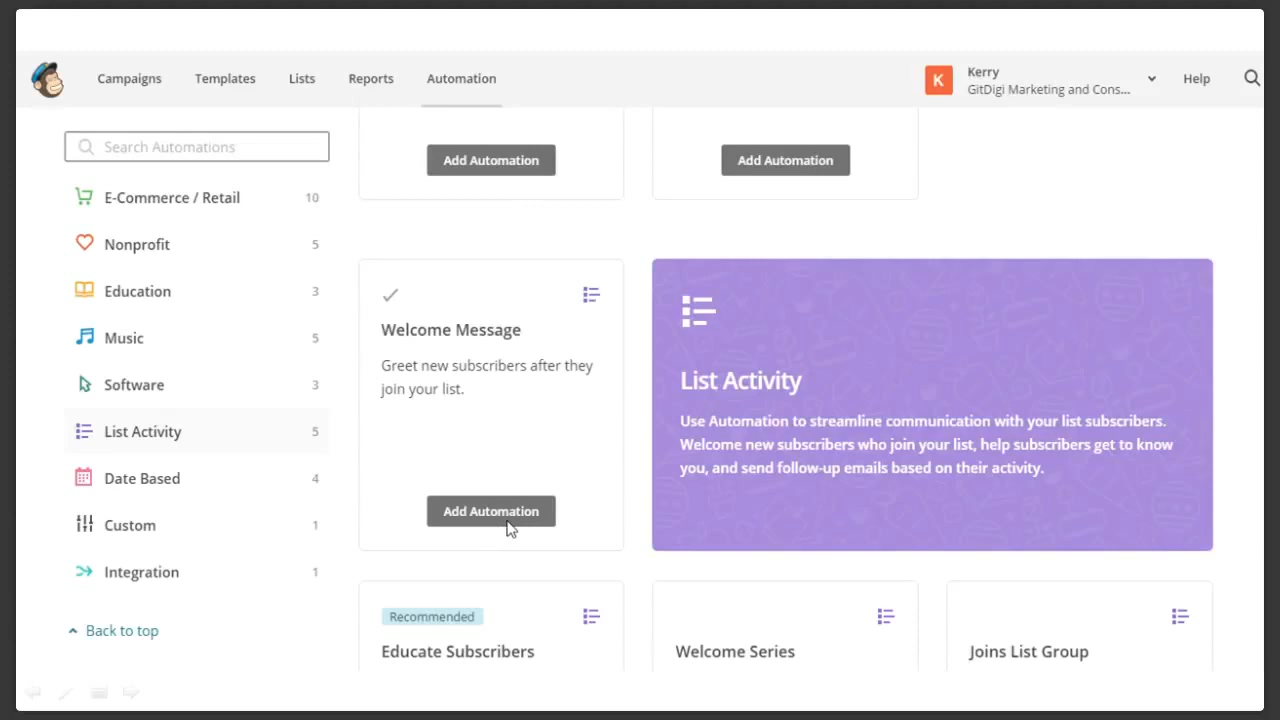 Campaigns
Templates
Lists
Reports
Automation
K
Kerry
GitDigi Marketing and Cons...
Help
Search Automations
E-Commerce / Retail 10
Nonprofit 5
Education 3
Music 5
Software 3
List Activity 5
Date Based 4
Custom 1
Integration 1
Back to top
Add Automation
Add Automation
Welcome Message
Greet new subscribers after they
join your list.
Add Automation
List Activity
Use Automation to streamline communication with your list subscribers.
Welcome new subscribers who join your list, help subscribers get to know
you, and send follow-up emails based on their activity.
Recommended
Educate Subscribers
Welcome Series
Joins List Group